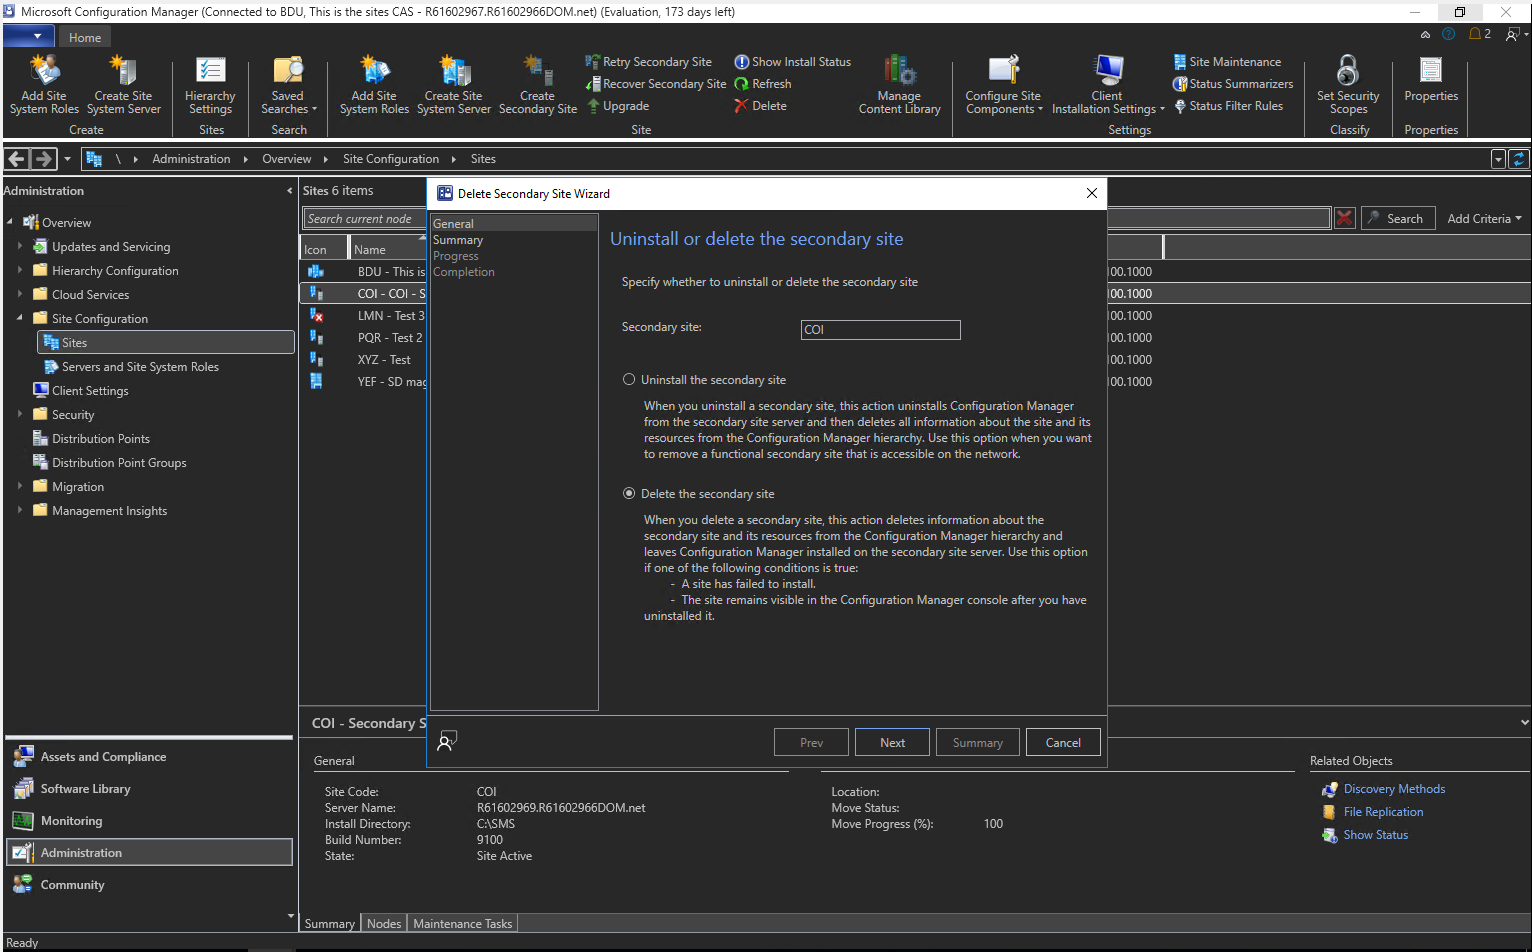 Microsoft Configuration Manager (Connected to BDU, This is the sites CAS - R61602967.R61602966DOM.net) (Evaluation, 173 days left)
Home
2
Add Site
System Roles
Create Site
System Server
Create
Hierarchy
Settings
Sites
Saved
Searches
Search
Add Site
System Roles
Create Site
System Server
Create
Secondary Site
Retry Secondary Site
Recover Secondary Site
Upgrade
Show Install Status
Refresh
Delete
Manage
Content Library
Site
Configure Site
Components
Client
Installation Settings
Site Maintenance
Status Summarizers
Status Filter Rules
Settings
Set Security
Scopes
Classify
Properties
Properties
\ Administration Overview Site Configuration Sites
Administration
Overview
Updates and Servicing
Hierarchy Configuration
Cloud Services
Site Configuration
Sites
Servers and Site System Roles
Client Settings
Security
Distribution Points
Distribution Point Groups
Migration
Management Insights
Assets and Compliance
Software Library
Monitoring
Administration
Community
Sites 6 items
Search current node
Search
Add Criteria
Icon Name
BDU - This is 100.1000
COI - COI - S 100.1000
LMN - Test 3 100.1000
PQR - Test 2 100.1000
XYZ - Test 100.1000
YEF - SD mag 100.1000
Delete Secondary Site Wizard
General
Summary
Progress
Completion
Uninstall or delete the secondary site
Specify whether to uninstall or delete the secondary site
Secondary site: COI
Uninstall the secondary site
When you uninstall a secondary site, this action uninstalls Configuration Manager
from the secondary site server and then deletes all information about the site and its
resources from the Configuration Manager hierarchy. Use this option when you want
to remove a functional secondary site that is accessible on the network.
Delete the secondary site
When you delete a secondary site, this action deletes information about the
secondary site and its resources from the Configuration Manager hierarchy and
leaves Configuration Manager installed on the secondary site server. Use this option
if one of the following conditions is true:
- A site has failed to install.
- The site remains visible in the Configuration Manager console after you have
uninstalled it.
Prev Next Summary Cancel
COI - Secondary S
General
Site Code: COI
Server Name: R61602969.R61602966DOM.net
Install Directory: C:\SMS
Build Number: 9100
State: Site Active
Location:
Move Status:
Move Progress (%): 100
Related Objects
Discovery Methods
File Replication
Show Status
Summary Nodes Maintenance Tasks
Ready